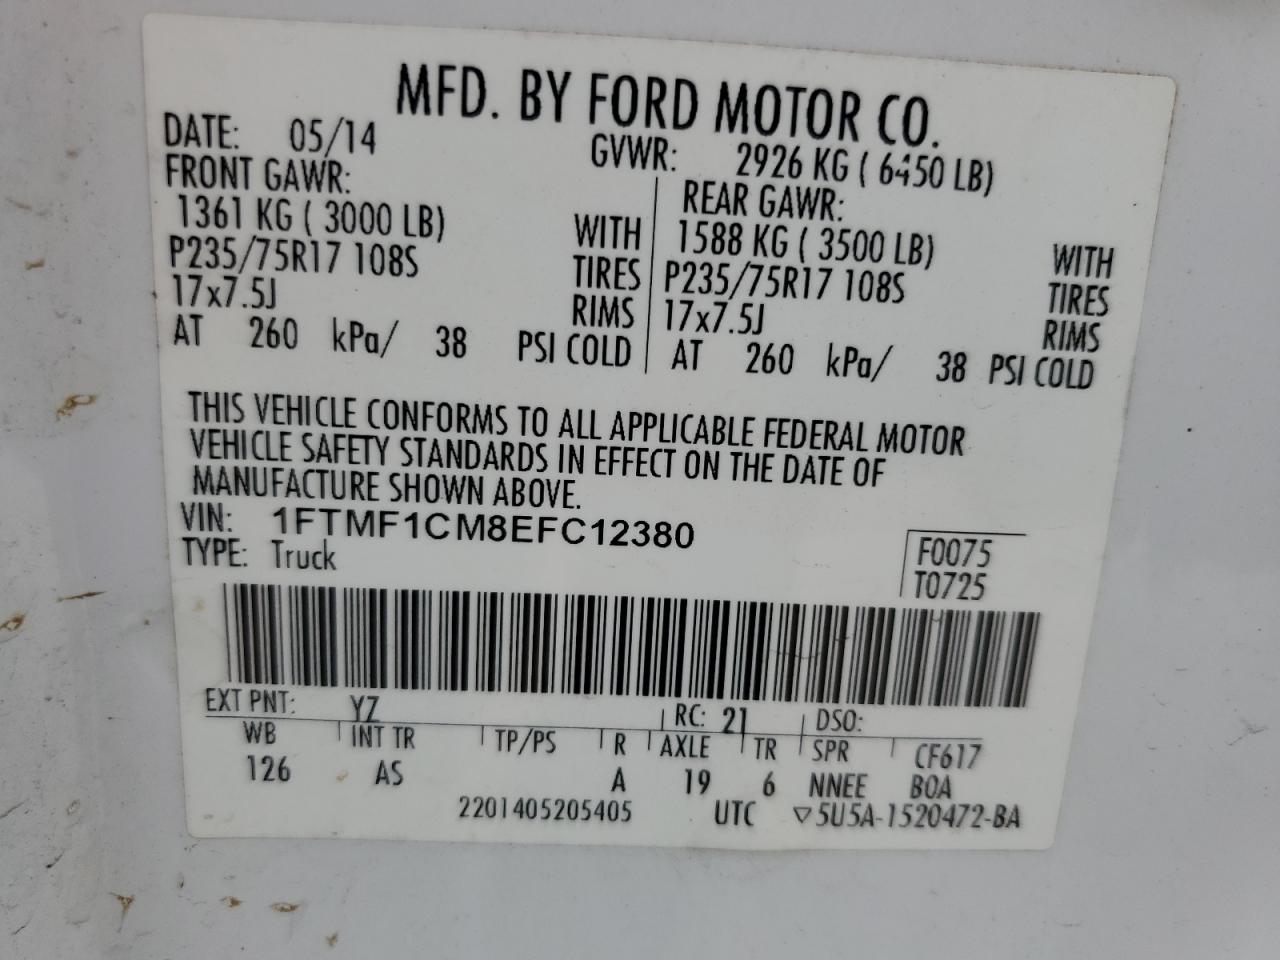 MFD. BY FORD MOTOR CO.
DATE: 05/14 GVWR: 2926 KG ( 6450 LB)
FRONT GAWR: REAR GAWR:
1361 KG ( 3000 LB) WITH 1588 KG ( 3500 LB) WITH
P235/75R17 108S TIRES P235/75R17 108S TIRES
17x7.5J RIMS 17x7.5J RIMS
AT 260 kPa/ 38 PSI COLD AT 260 kPa/ 38 PSI COLD
THIS VEHICLE CONFORMS TO ALL APPLICABLE FEDERAL MOTOR
VEHICLE SAFETY STANDARDS IN EFFECT ON THE DATE OF
MANUFACTURE SHOWN ABOVE.
VIN: 1FTMF1CM8EFC12380
TYPE: Truck
F0075
T0725
EXT PNT: YZ RC: 21 DSO:
WB INT TR TP/PS R AXLE TR SPR CF617
126 AS A 19 6 NNEE BOA
2201405205405 UTC ▽5U5A-1520472-BA